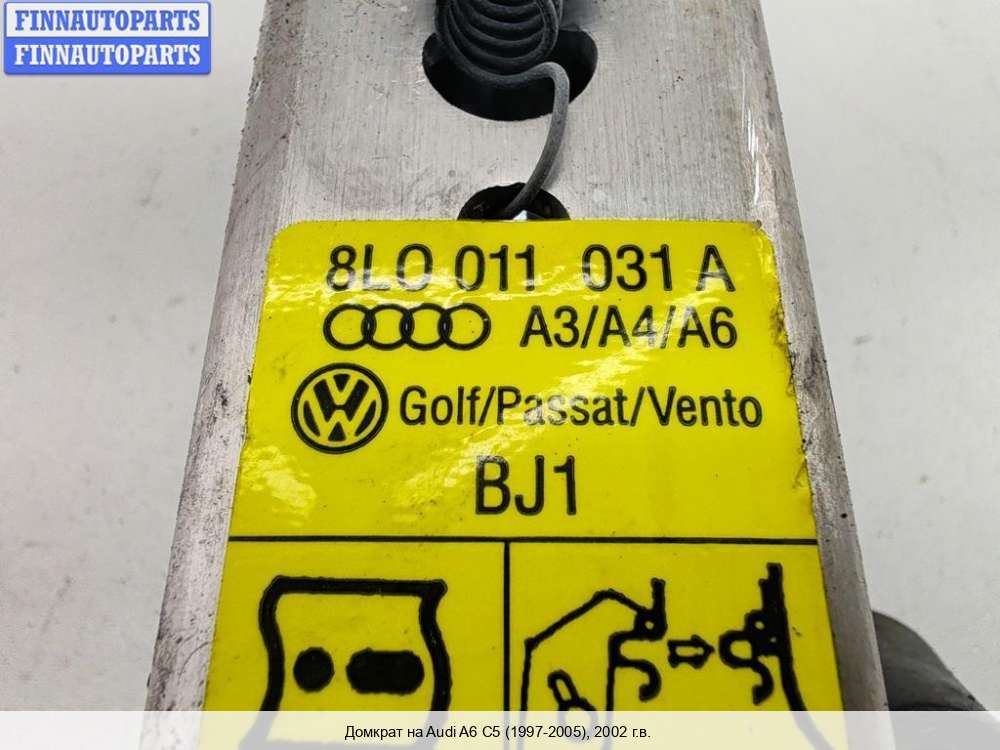 FINNAUTOPARTS
FINNAUTOPARTS
8LO 011 031 A
A3/A4/A6
Golf/Passat/Vento
BJ1
Домкрат на Audi A6 C5 (1997-2005), 2002 г.в.